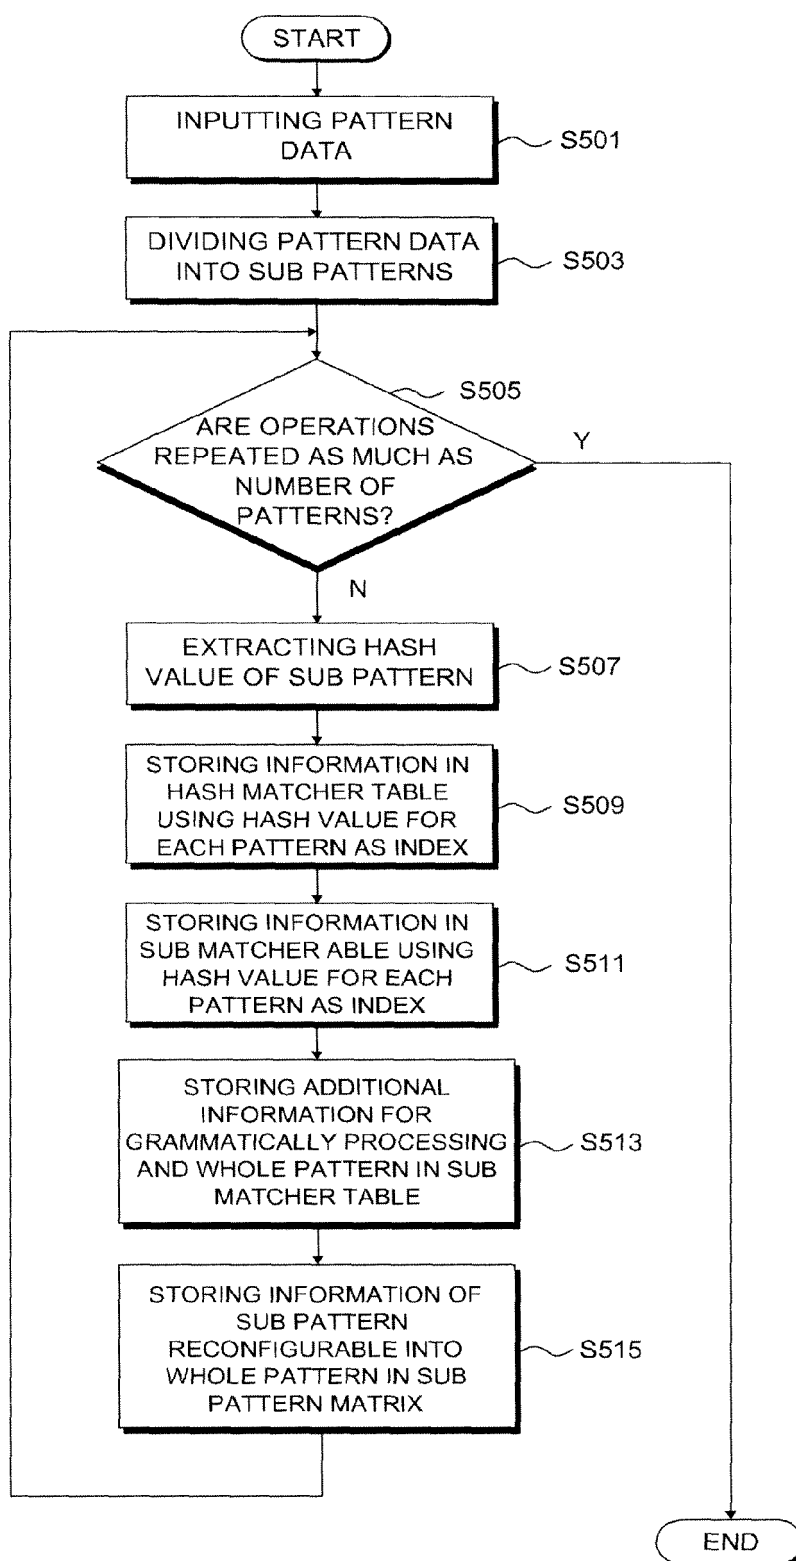 START
INPUTTING PATTERN
DATA
S501
DIVIDING PATTERN DATA
INTO SUB PATTERNS
S503
S505
ARE OPERATIONS
REPEATED AS MUCH AS
NUMBER OF
PATTERNS?
Y
N
EXTRACTING HASH
VALUE OF SUB PATTERN
S507
STORING INFORMATION IN
HASH MATCHER TABLE
USING HASH VALUE FOR
EACH PATTERN AS INDEX
S509
STORING INFORMATION IN
SUB MATCHER ABLE USING
HASH VALUE FOR EACH
PATTERN AS INDEX
S511
STORING ADDITIONAL
INFORMATION FOR
GRAMMATICALLY PROCESSING
AND WHOLE PATTERN IN SUB
MATCHER TABLE
S513
STORING INFORMATION OF
SUB PATTERN
RECONFIGURABLE INTO
WHOLE PATTERN IN SUB
PATTERN MATRIX
S515
END